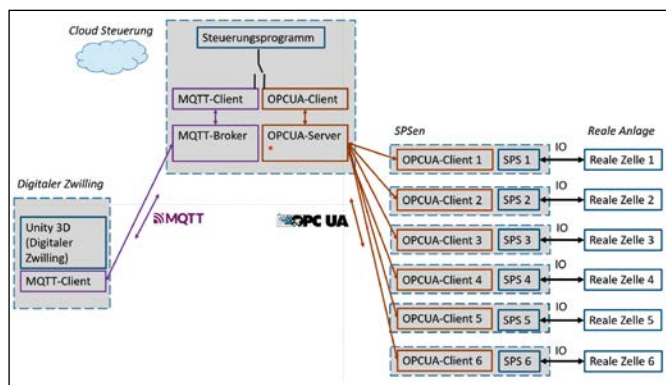 Cloud Steuerung
Steuerungsprogramm
MQTT-Client
OPCUA-Client
MQTT-Broker
OPCUA-Server
Digitaler Zwilling
Unity 3D
(Digitaler
Zwilling)
MQTT-Client
MQTT
OPC UA
SPSen
IO
Reale Anlage
OPCUA-Client 1
SPS 1
Reale Zelle 1
IO
OPCUA-Client 2
SPS 2
Reale Zelle 2
IO
OPCUA-Client 3
SPS 3
Reale Zelle 3
IO
OPCUA-Client 4
SPS 4
Reale Zelle 4
IO
OPCUA-Client 5
SPS 5
Reale Zelle 5
IO
OPCUA-Client 6
SPS 6
Reale Zelle 6